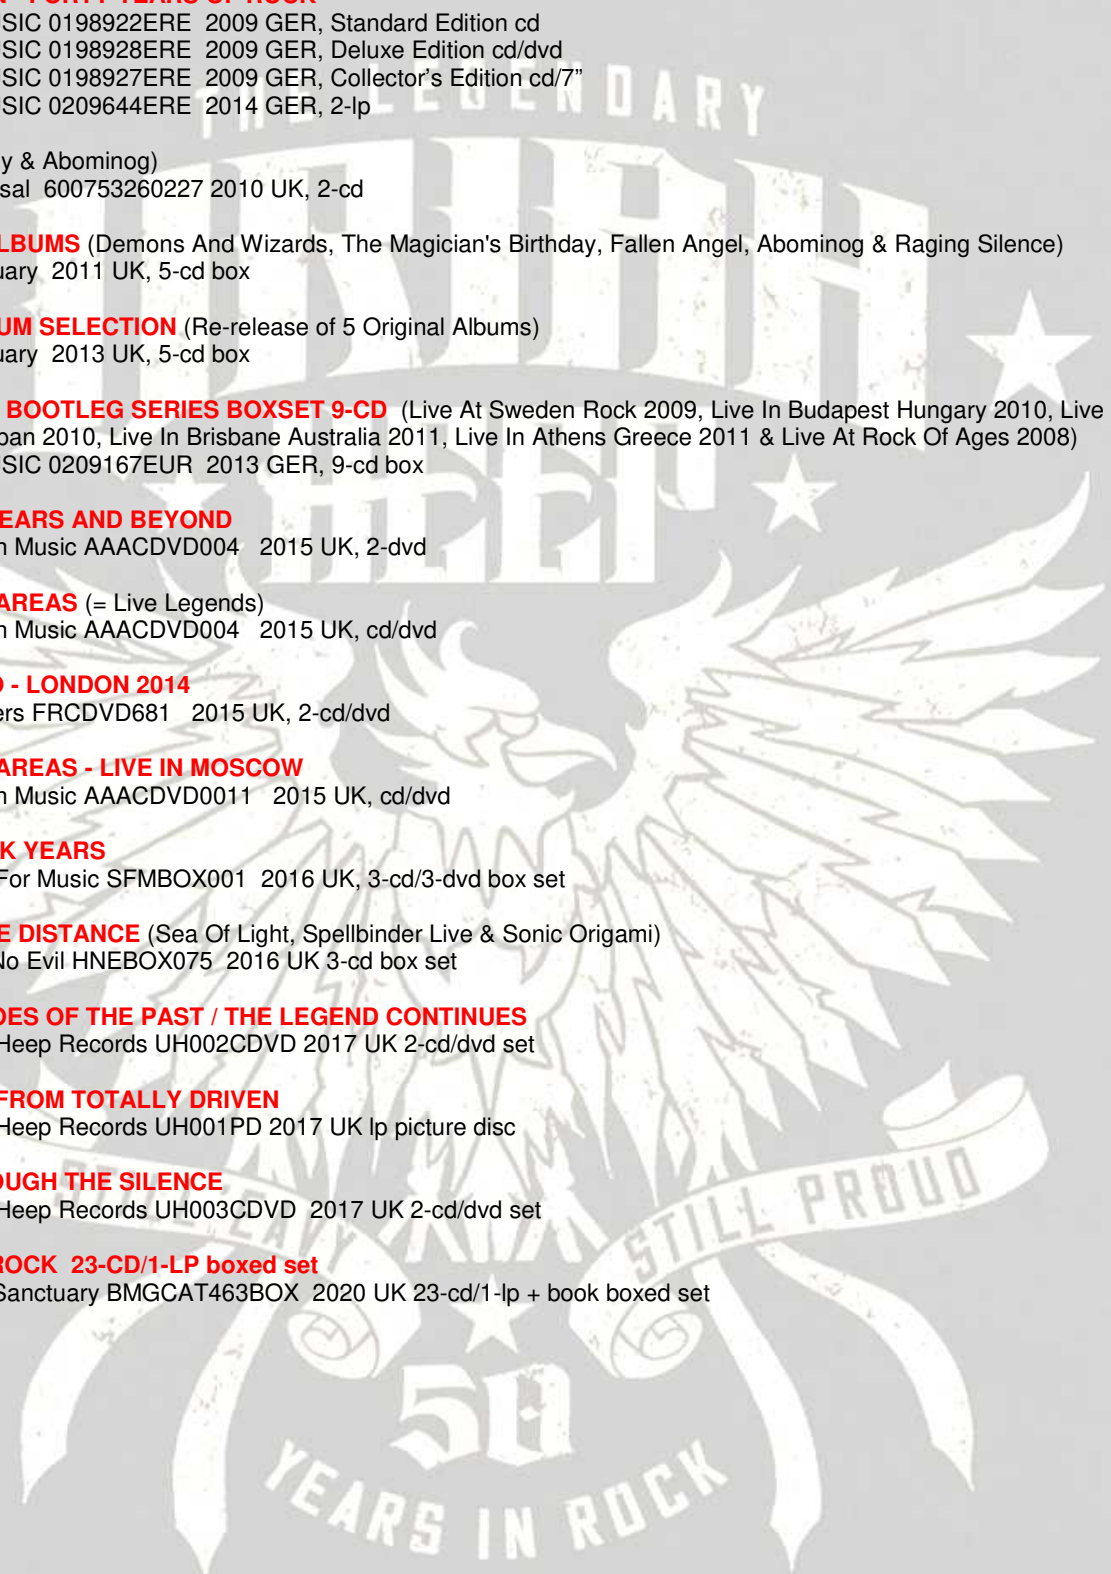 N - FORTY YEARS OF ROCK
SIC 0198922ERE 2009 GER, Standard Edition cd
SIC 0198928ERE 2009 GER, Deluxe Edition cd/dvd
SIC 0198927ERE 2009 GER, Collector's Edition cd/7”
SIC 0209644ERE 2014 GER, 2-lp
THE LEGENDARY
y & Abominog)
sal 600753260227 2010 UK, 2-cd
URIAH
LBUMS (Demons And Wizards, The Magician's Birthday, Fallen Angel, Abominog & Raging Silence)
uary 2011 UK, 5-cd box
UM SELECTION (Re-release of 5 Original Albums)
uary 2013 UK, 5-cd box
BOOTLEG SERIES BOXSET 9-CD (Live At Sweden Rock 2009, Live In Budapest Hungary 2010, Live
pan 2010, Live In Brisbane Australia 2011, Live In Athens Greece 2011 & Live At Rock Of Ages 2008)
SIC 0209167EUR 2013 GER, 9-cd box
HEEP
EARS AND BEYOND
n Music AAACDVD004 2015 UK, 2-dvd
AREAS (= Live Legends)
n Music AAACDVD004 2015 UK, cd/dvd
O - LONDON 2014
ers FRCDVD681 2015 UK, 2-cd/dvd
AREAS - LIVE IN MOSCOW
n Music AAACDVD0011 2015 UK, cd/dvd
K YEARS
For Music SFMBOX001 2016 UK, 3-cd/3-dvd box set
E DISTANCE (Sea Of Light, Spellbinder Live & Sonic Origami)
No Evil HNEBOX075 2016 UK 3-cd box set
DES OF THE PAST / THE LEGEND CONTINUES
Heep Records UH002CDVD 2017 UK 2-cd/dvd set
FROM TOTALLY DRIVEN
Heep Records UH001PD 2017 UK lp picture disc
OUGH THE SILENCE
Heep Records UH003CDVD 2017 UK 2-cd/dvd set
STILL HEAVY
STILL PROUD
ROCK 23-CD/1-LP boxed set
Sanctuary BMGCAT463BOX 2020 UK 23-cd/1-lp + book boxed set
50
YEARS IN ROCK